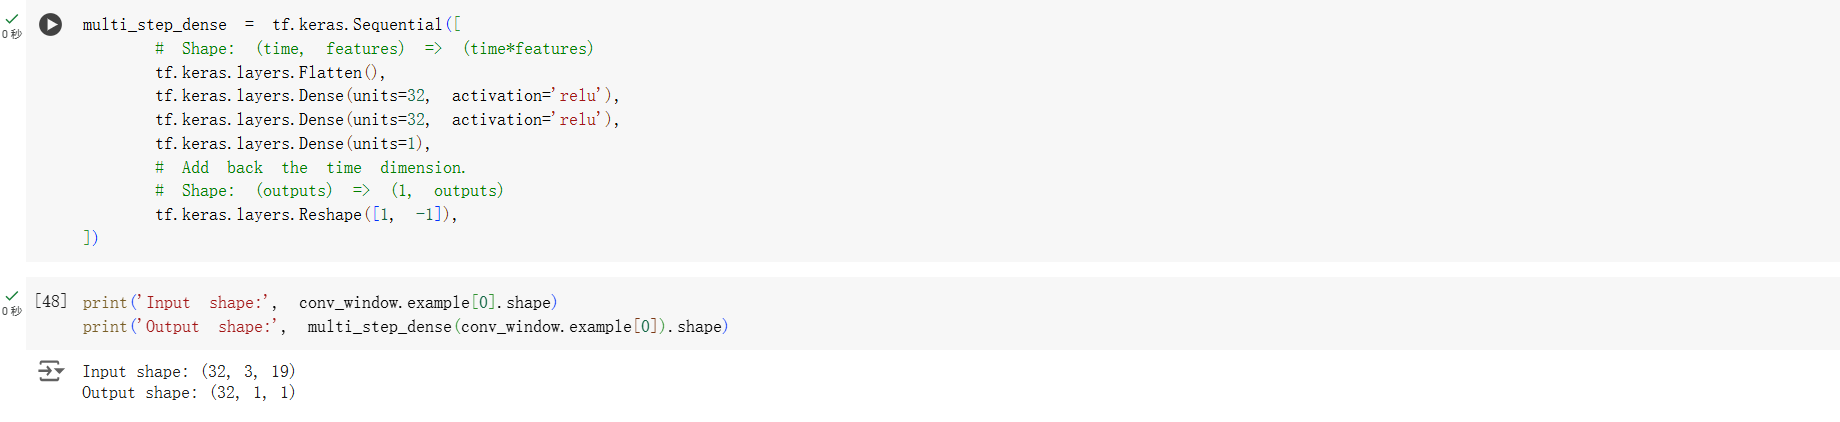 multi_step_dense = tf.keras.Sequential([
0 秒
# Shape: (time, features) => (time*features)
tf.keras.layers.Flatten(),
tf.keras.layers.Dense(units=32, activation='relu'),
tf.keras.layers.Dense(units=32, activation='relu'),
tf.keras.layers.Dense(units=1),
# Add back the time dimension.
# Shape: (outputs) => (1, outputs)
tf.keras.layers.Reshape([1, -1]),
])
[48] print('Input shape:', conv_window.example[0].shape)
0 秒
print('Output shape:', multi_step_dense(conv_window.example[0]).shape)
Input shape: (32, 3, 19)
Output shape: (32, 1, 1)